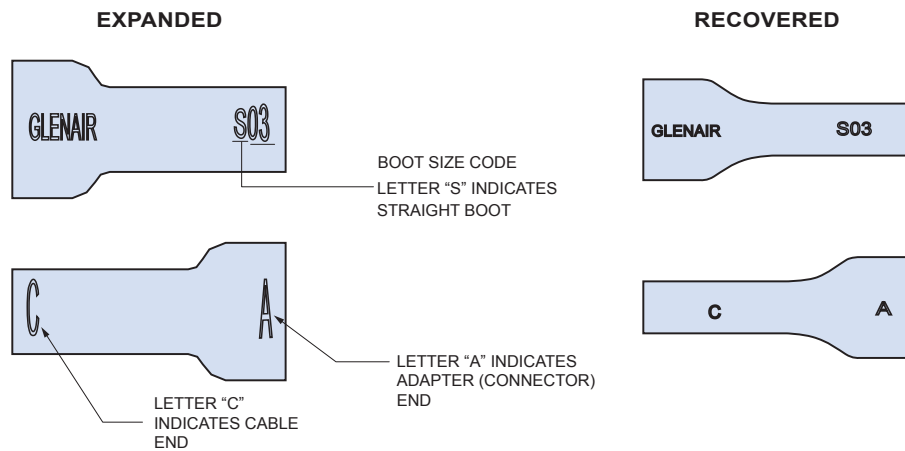 EXPANDED
RECOVERED
GLENAIR
S03
GLENAIR
S03
BOOT SIZE CODE
LETTER “S” INDICATES
STRAIGHT BOOT
C
A
C
A
LETTER “A” INDICATES
ADAPTER (CONNECTOR)
END
LETTER “C”
INDICATES CABLE
END